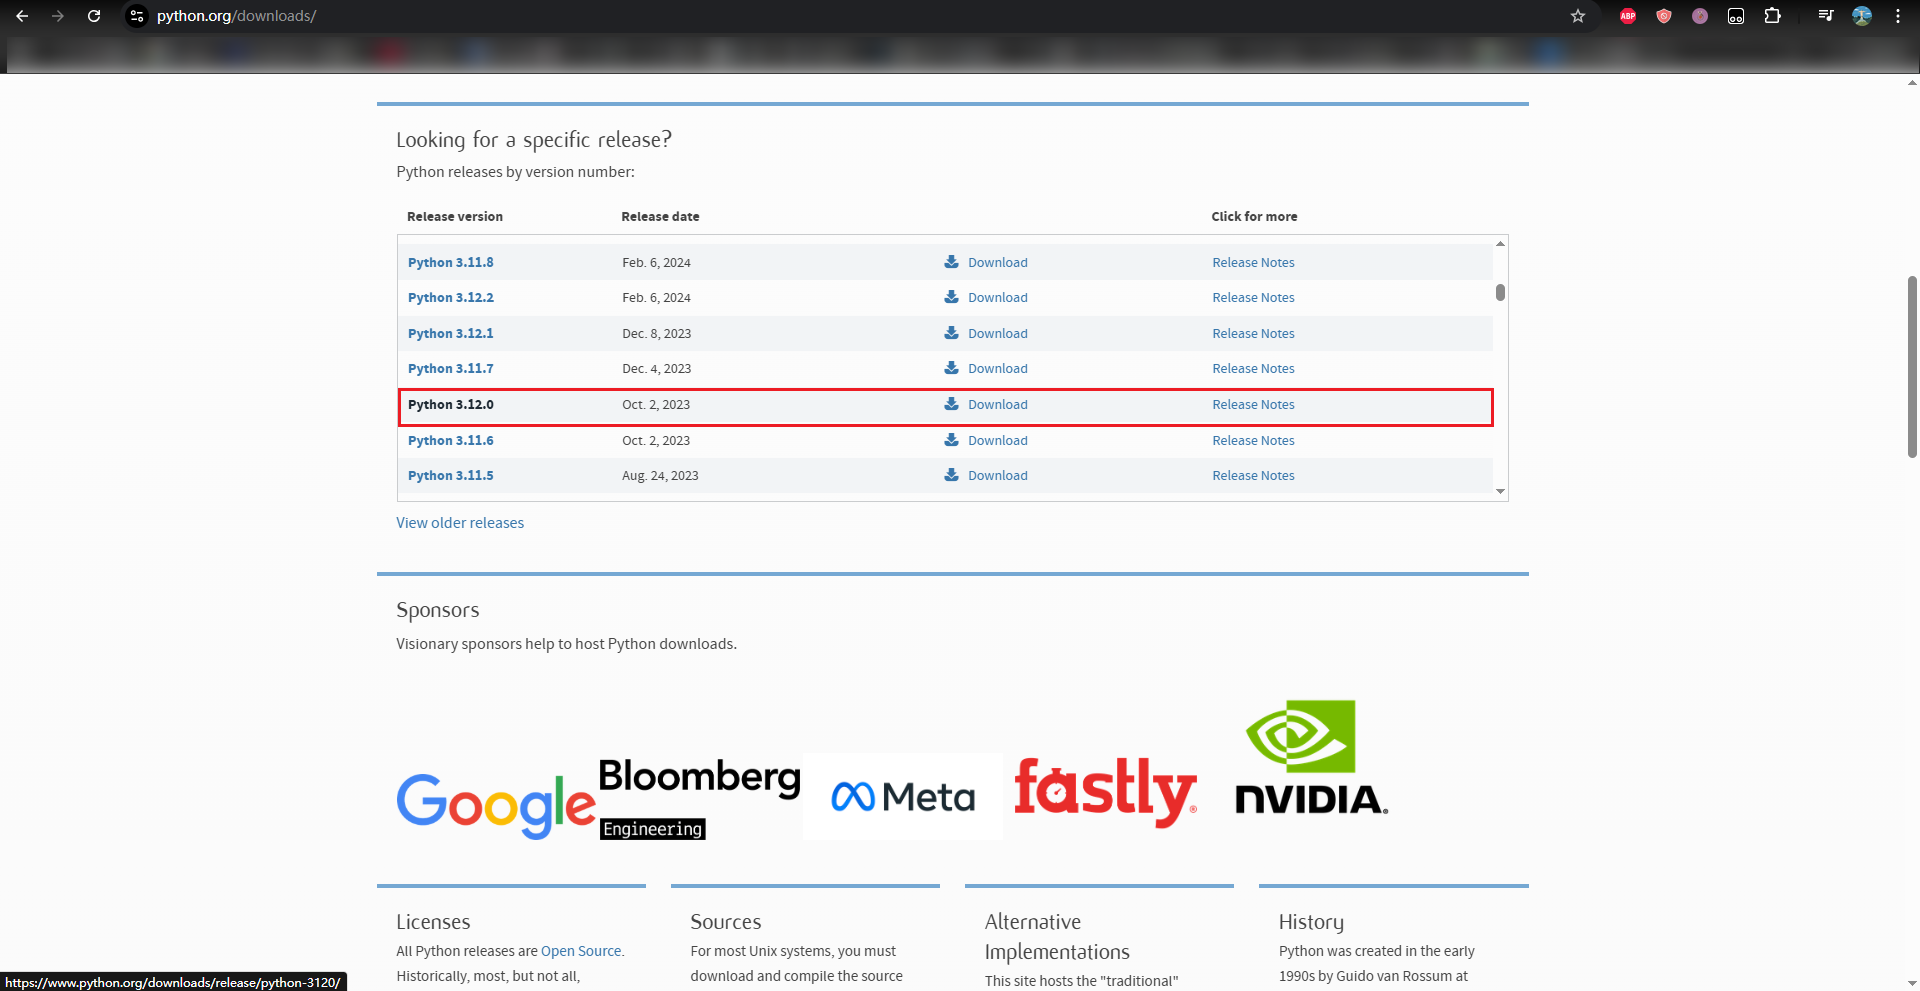 python.org/downloads/
ABP
Looking for a specific release?
Python releases by version number:
Release version Release date Click for more
Python 3.11.8 Feb. 6, 2024 Download Release Notes
Python 3.12.2 Feb. 6, 2024 Download Release Notes
Python 3.12.1 Dec. 8, 2023 Download Release Notes
Python 3.11.7 Dec. 4, 2023 Download Release Notes
Python 3.12.0 Oct. 2, 2023 Download Release Notes
Python 3.11.6 Oct. 2, 2023 Download Release Notes
Python 3.11.5 Aug. 24, 2023 Download Release Notes
View older releases
Sponsors
Visionary sponsors help to host Python downloads.
Google
Bloomberg
Engineering
Meta
fastly®
NVIDIA.
Licenses
All Python releases are Open Source.
Historically, most, but not all,
Sources
For most Unix systems, you must
download and compile the source
Alternative
Implementations
This site hosts the "traditional"
History
Python was created in the early
1990s by Guido van Rossum at
https://www.python.org/downloads/release/python-3120/